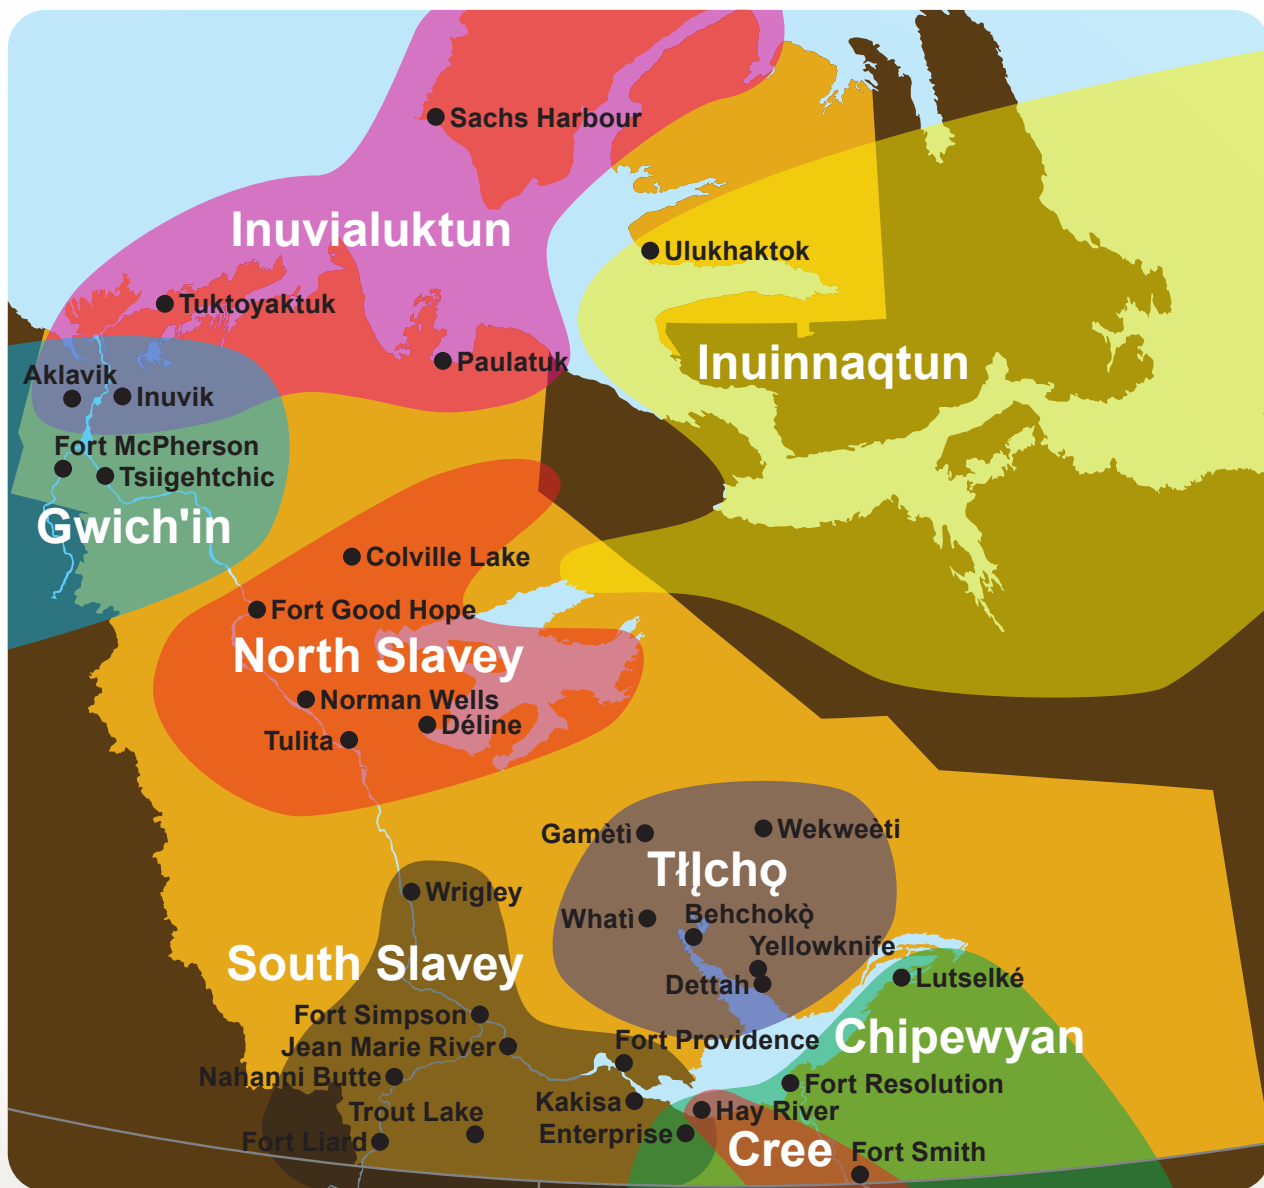 Sachs Harbour
Inuvialuktun
Ulukhaktok
Tuktoyaktuk
Paulatuk
Inuinnaqtun
Aklavik
Inuvik
Fort McPherson
Tsiigehtchic
Gwich'in
Colville Lake
Fort Good Hope
North Slavey
Norman Wells
Déline
Tulita
Gamètì
Wekweèti
Tłı̨chǫ
Wrigley
Whatì
Behchokǫ̀
Yellowknife
South Slavey
Dettah
Lutselké
Fort Simpson
Chipewyan
Fort Providence
Jean Marie River
Nahanni Butte
Fort Resolution
Kakisa
Hay River
Trout Lake
Enterprise
Fort Liard
Cree
Fort Smith